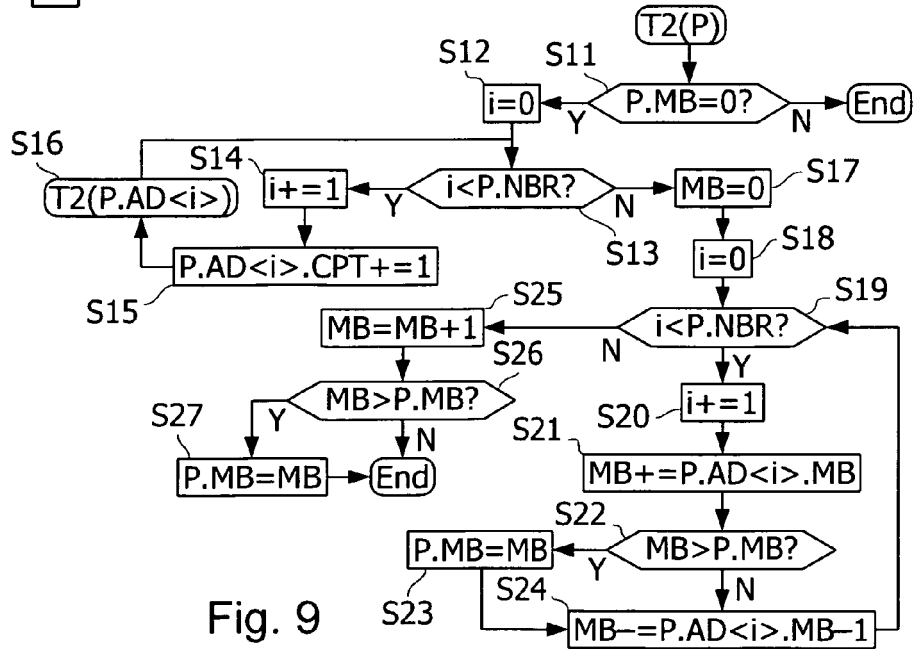 T2(P)
S12
S11
i=0
P.MB=0?
End
Y
N
S16
S14
S17
T2(P.AD<i>)
i+=1
i<P.NBR?
MB=0
Y
N
S13
S18
P.AD<i>.CPT+=1
i=0
S15
S25
S19
MB=MB+1
i<P.NBR?
N
Y
S26
MB>P.MB?
i+=1
S20
Y
N
S27
S21
P.MB=MB
End
MB+=P.AD<i>.MB
S22
P.MB=MB
MB>P.MB?
Y
S23
S24
N
MB–=P.AD<i>.MB–1
Fig. 9